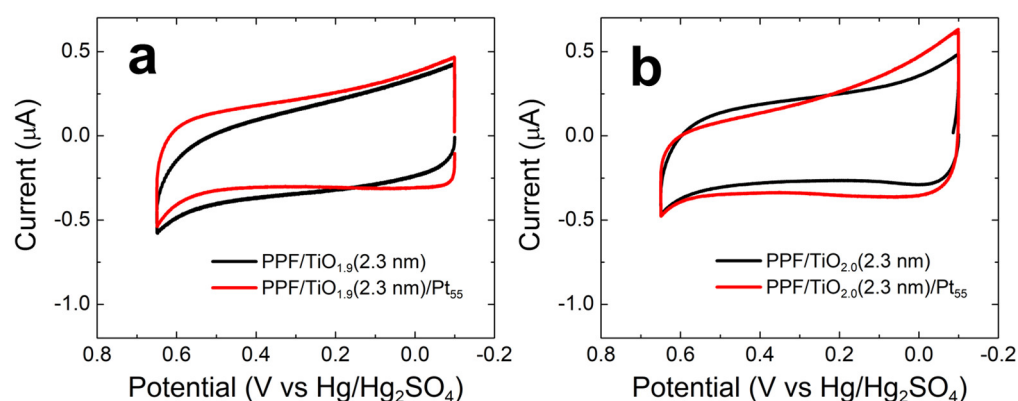 a
0.5
0.0
-0.5
-1.0
Current (μA)
PPF/TiO₁.₉(2.3 nm)
PPF/TiO₁.₉(2.3 nm)/Pt₅₅
0.8 0.6 0.4 0.2 0.0 -0.2
Potential (V vs Hg/Hg₂SO₄)
b
0.5
0.0
-0.5
-1.0
Current (μA)
PPF/TiO₂.₀(2.3 nm)
PPF/TiO₂.₀(2.3 nm)/Pt₅₅
0.8 0.6 0.4 0.2 0.0 -0.2
Potential (V vs Hg/Hg₂SO₄)